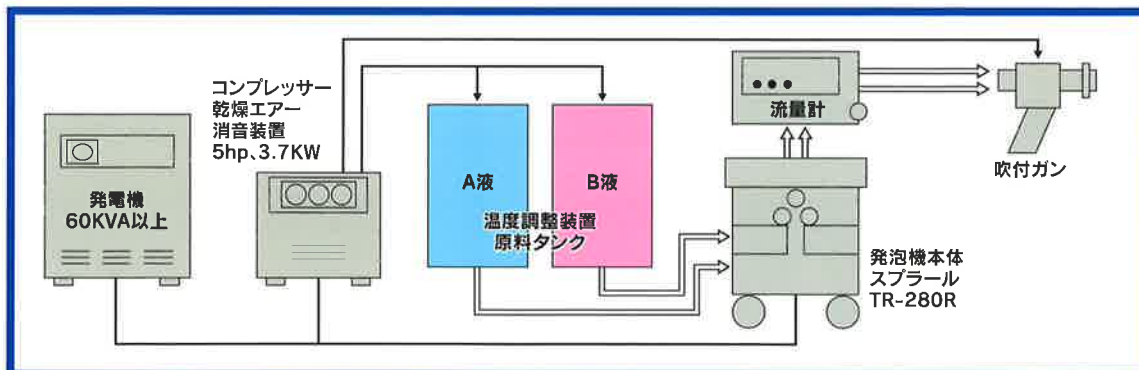 発電機
60KVA以上
コンプレッサー
乾燥エアー
消音装置
5hp、3.7KW
A液
B液
温度調整装置
原料タンク
流量計
吹付ガン
発泡機本体
スプラール
TR-280R